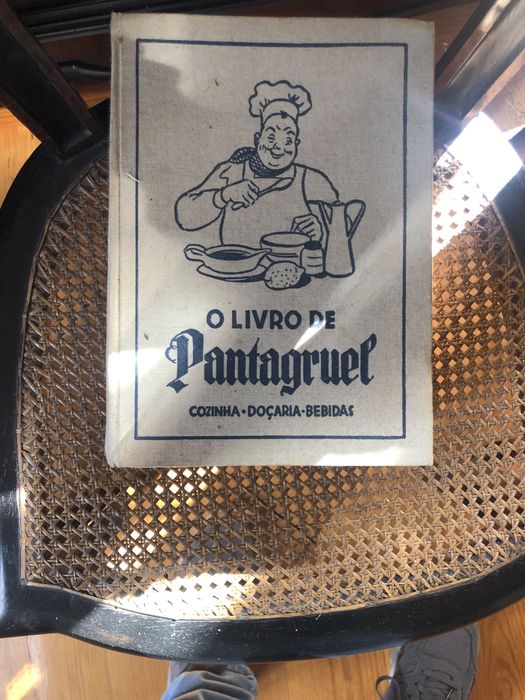 O LIVRO DE
Pantagruel
COZINHA•DOÇARIA•BEBIDAS